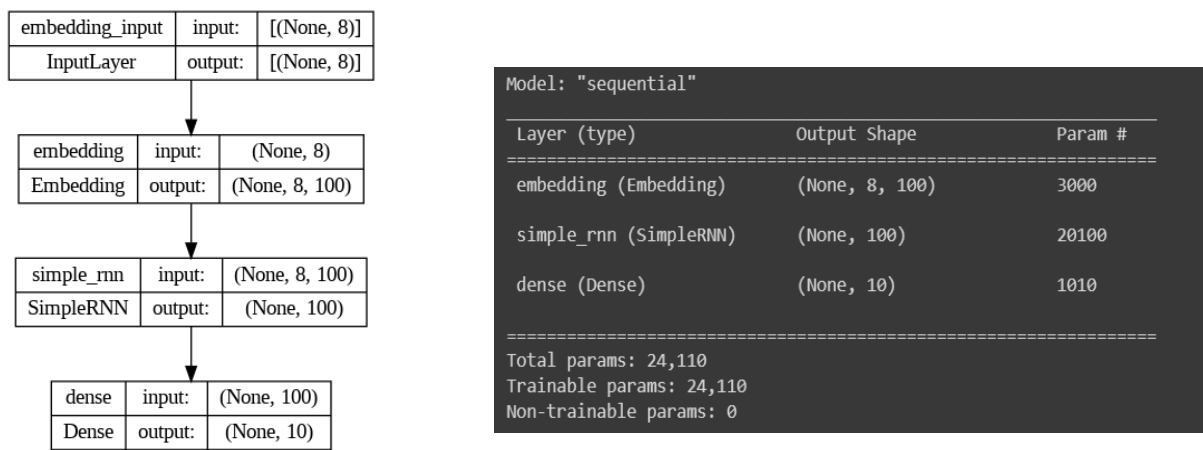 embedding_input input: [(None, 8)]
InputLayer output: [(None, 8)]
embedding input: (None, 8)
Embedding output: (None, 8, 100)
simple_rnn input: (None, 8, 100)
SimpleRNN output: (None, 100)
dense input: (None, 100)
Dense output: (None, 10)
Model: "sequential"
Layer (type) Output Shape Param #
embedding (Embedding) (None, 8, 100) 3000
simple_rnn (SimpleRNN) (None, 100) 20100
dense (Dense) (None, 10) 1010
Total params: 24,110
Trainable params: 24,110
Non-trainable params: 0